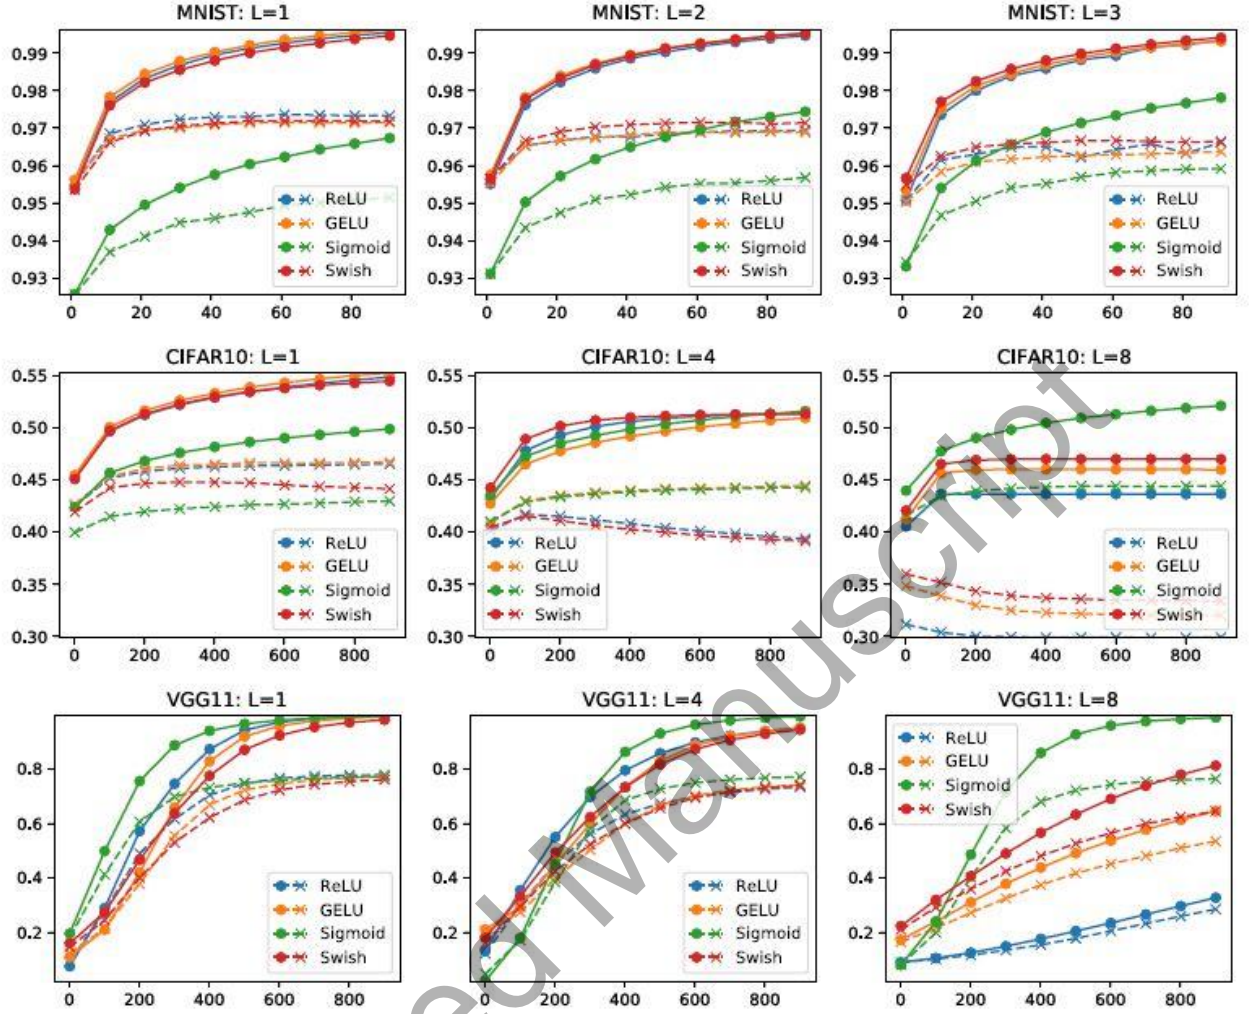 MNIST: L=1
0.99
0.98
0.97
0.96
0.95
0.94
0.93
0 20 40 60 80
ReLU
GELU
Sigmoid
Swish
MNIST: L=2
0.99
0.98
0.97
0.96
0.95
0.94
0.93
0 20 40 60 80
ReLU
GELU
Sigmoid
Swish
MNIST: L=3
0.99
0.98
0.97
0.96
0.95
0.94
0.93
0 20 40 60 80
ReLU
GELU
Sigmoid
Swish
CIFAR10: L=1
0.55
0.50
0.45
0.40
0.35
0.30
0 200 400 600 800
ReLU
GELU
Sigmoid
Swish
CIFAR10: L=4
0.55
0.50
0.45
0.40
0.35
0.30
0 200 400 600 800
ReLU
GELU
Sigmoid
Swish
CIFAR10: L=8
0.55
0.50
0.45
0.40
0.35
0.30
0 200 400 600 800
ReLU
GELU
Sigmoid
Swish
VGG11: L=1
0.8
0.6
0.4
0.2
0 200 400 600 800
ReLU
GELU
Sigmoid
Swish
VGG11: L=4
0.8
0.6
0.4
0.2
0 200 400 600 800
ReLU
GELU
Sigmoid
Swish
VGG11: L=8
0.8
0.6
0.4
0.2
0 200 400 600 800
ReLU
GELU
Sigmoid
Swish
ed Manuscript